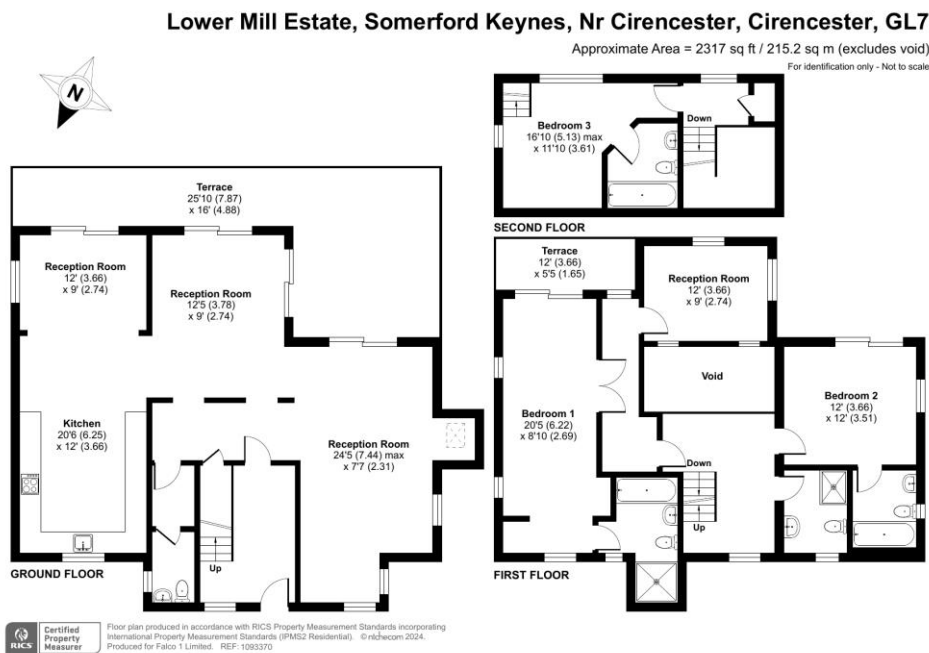 Lower Mill Estate, Somerford Keynes, Nr Cirencester, Cirencester, GL7
Approximate Area = 2317 sq ft / 215.2 sq m (excludes void)
For identification only - Not to scale
N
Bedroom 3
16'10 (5.13) max
x 11'10 (3.61)
Down
SECOND FLOOR
Terrace
25'10 (7.87)
x 16' (4.88)
Reception Room
12' (3.66)
x 9' (2.74)
Reception Room
12'5 (3.78)
x 9' (2.74)
Kitchen
20'6 (6.25)
x 12' (3.66)
Reception Room
24'5 (7.44) max
x 7'7 (2.31)
Up
GROUND FLOOR
Terrace
12' (3.66)
x 5'5 (1.65)
Reception Room
12' (3.66)
x 9' (2.74)
Void
Bedroom 1
20'5 (6.22)
x 8'10 (2.69)
Bedroom 2
12' (3.66)
x 12' (3.51)
Down
Up
FIRST FLOOR
RICS
Certified
Property
Measurer
Floor plan produced in accordance with RICS Property Measurement Standards incorporating
International Property Measurement Standards (IPMS2 Residential). © nichecom 2024.
Produced for Falco 1 Limited. REF: 1093370